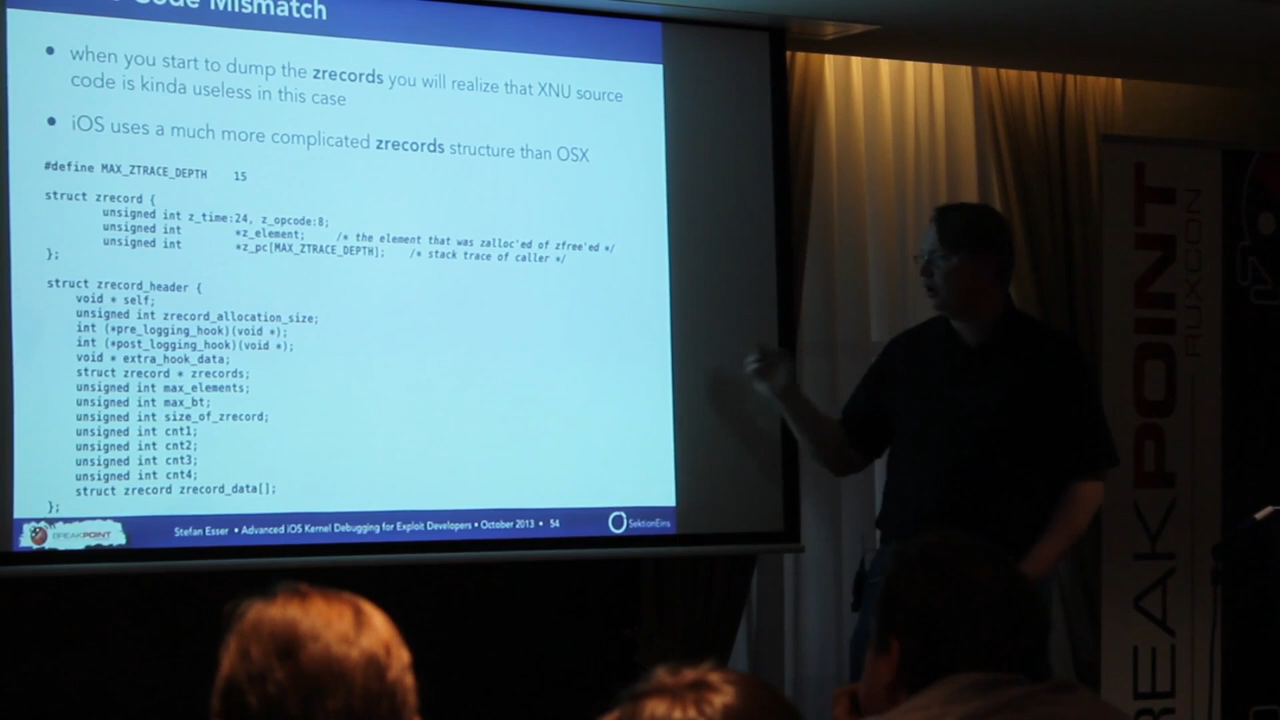 Code Mismatch
• when you start to dump the zrecords you will realize that XNU source
code is kinda useless in this case
• iOS uses a much more complicated zrecords structure than OSX
#define MAX_ZTRACE_DEPTH 15
struct zrecord {
unsigned int z_time:24, z_opcode:8;
unsigned int *z_element; /* the element that was zalloc'ed of zfree'ed */
unsigned int *z_pc[MAX_ZTRACE_DEPTH]; /* stack trace of caller */
};
struct zrecord_header {
void * self;
unsigned int zrecord_allocation_size;
int (*pre_logging_hook)(void *);
int (*post_logging_hook)(void *);
void * extra_hook_data;
struct zrecord * zrecords;
unsigned int max_elements;
unsigned int max_bt;
unsigned int size_of_zrecord;
unsigned int cnt1;
unsigned int cnt2;
unsigned int cnt3;
unsigned int cnt4;
struct zrecord zrecord_data[];
};
BREAKPOINT
Stefan Esser • Advanced iOS Kernel Debugging for Exploit Developers • October 2013 • 54
SektionEins
BREAKPOINT
RUXCON